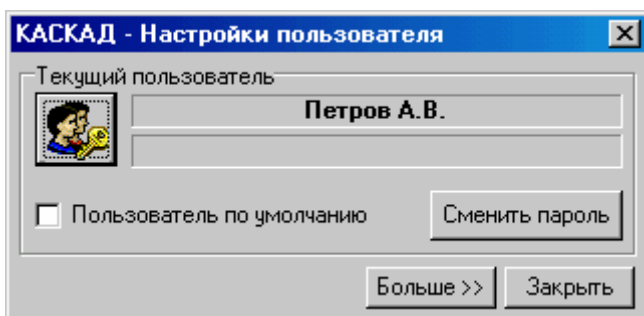 КАСКАД - Настройки пользователя
Текущий пользователь
Петров А.В.
Пользователь по умолчанию
Сменить пароль
Больше >>
Закрыть